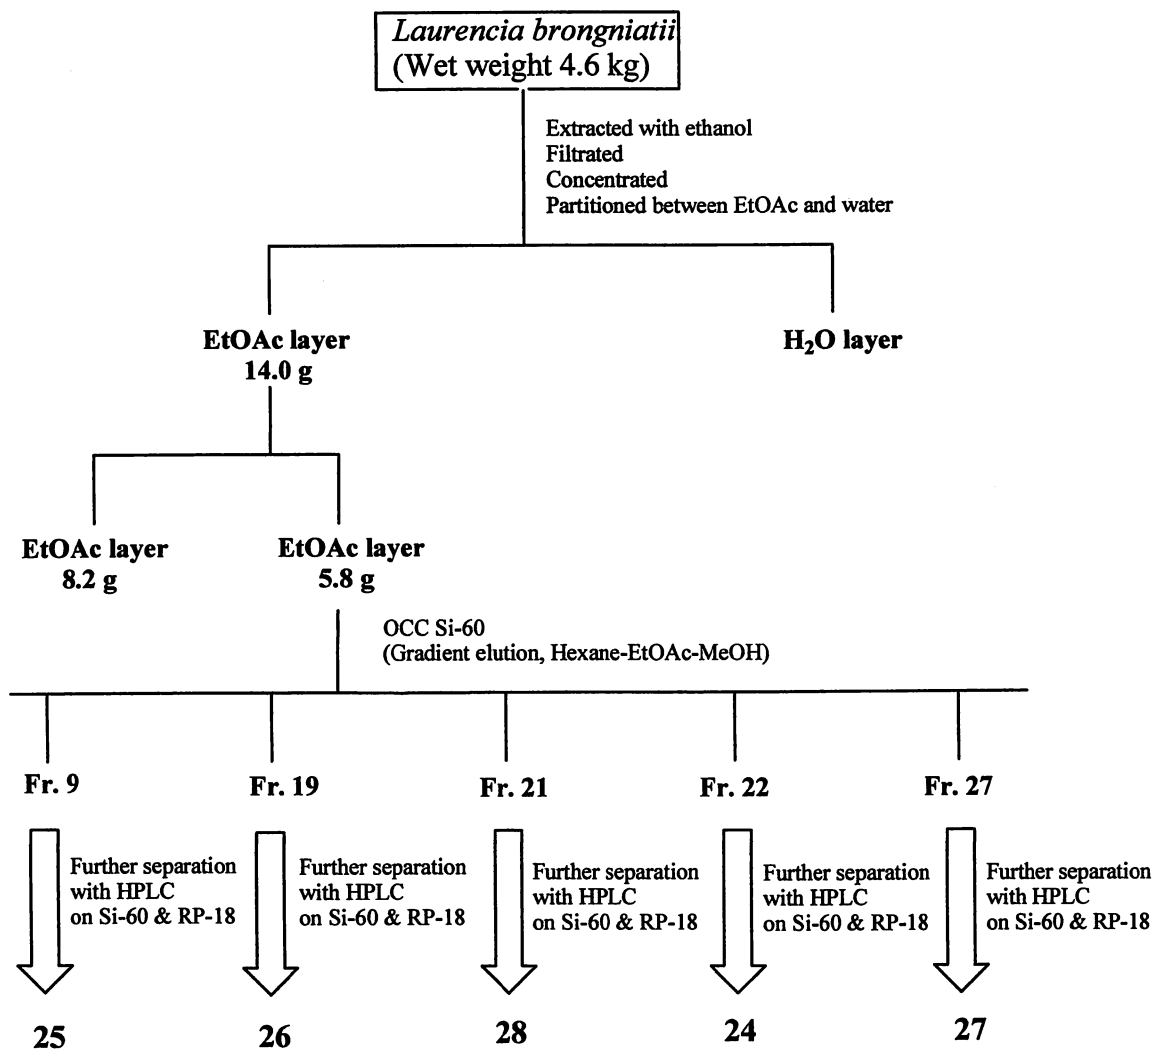 Laurencia brongniatii
(Wet weight 4.6 kg)
Extracted with ethanol
Filtrated
Concentrated
Partitioned between EtOAc and water
EtOAc layer
14.0 g
H₂O layer
EtOAc layer
8.2 g
EtOAc layer
5.8 g
OCC Si-60
(Gradient elution, Hexane-EtOAc-MeOH)
Fr. 9
Fr. 19
Fr. 21
Fr. 22
Fr. 27
Further separation
with HPLC
on Si-60 & RP-18
Further separation
with HPLC
on Si-60 & RP-18
Further separation
with HPLC
on Si-60 & RP-18
Further separation
with HPLC
on Si-60 & RP-18
Further separation
with HPLC
on Si-60 & RP-18
25
26
28
24
27